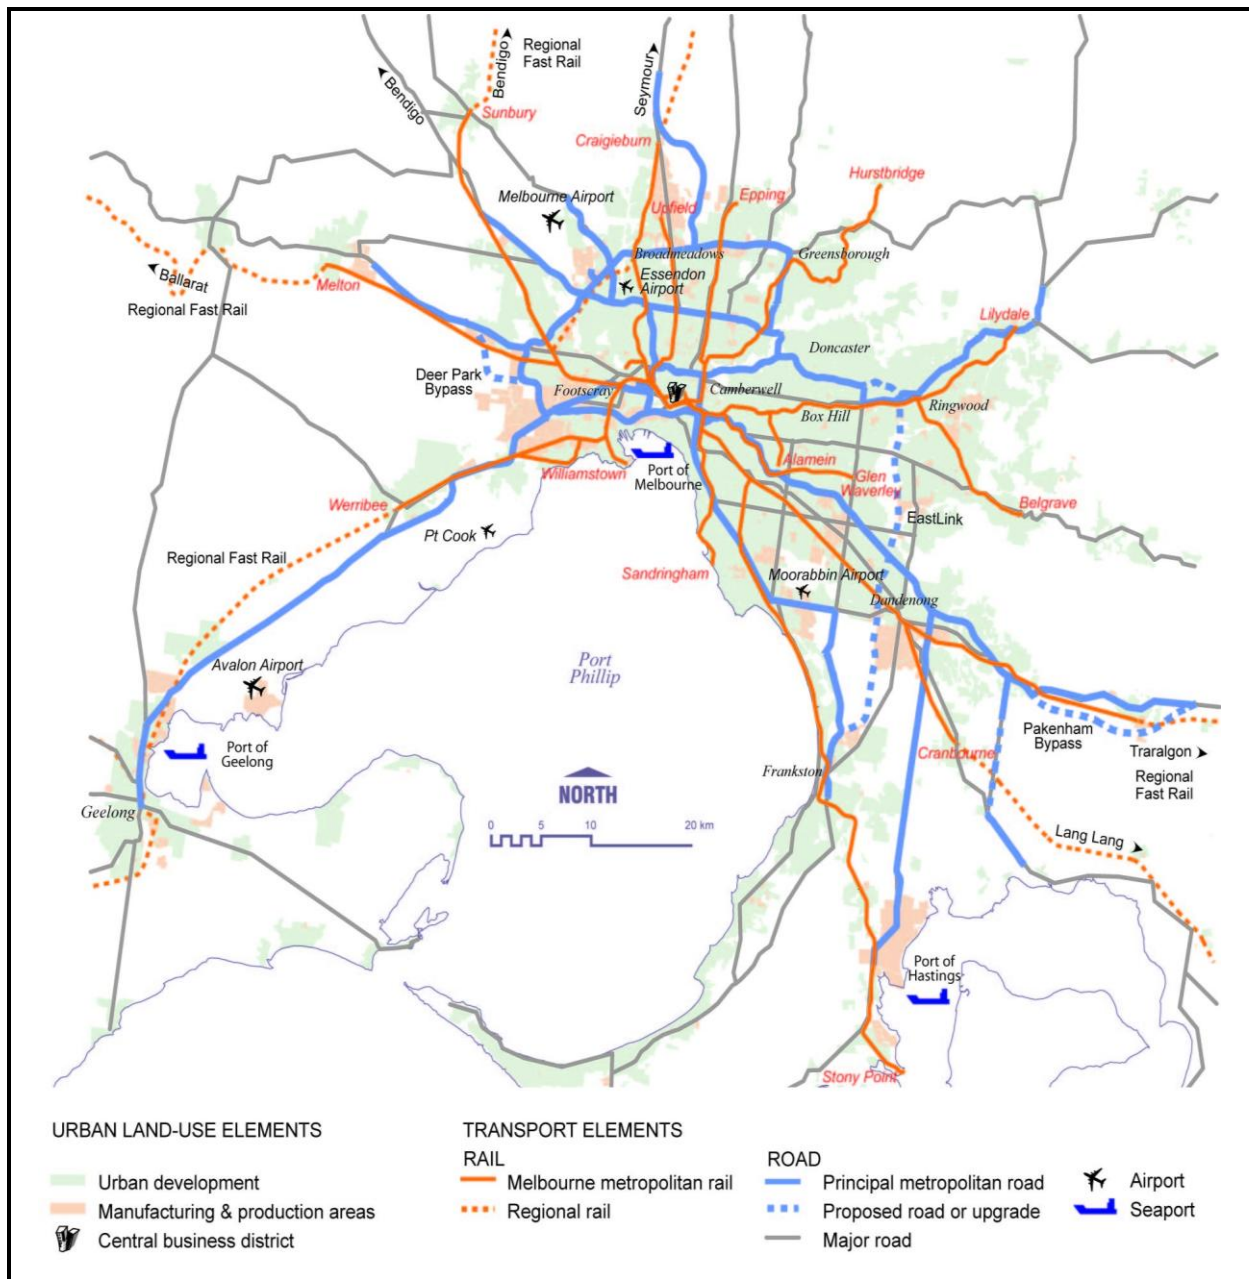 Regional
Fast Rail
Bendigo
Bendigo
Seymour
Sunbury
Craigieburn
Hurstbridge
Melbourne Airport
Upfield
Epping
Broadmeadows
Greensborough
Essendon
Airport
Ballarat
Melton
Regional Fast Rail
Lilydale
Doncaster
Deer Park
Bypass
Footscray
Camberwell
Box Hill
Ringwood
Williamstown
Port of
Melbourne
Alamein
Glen
Waverley
Werribee
EastLink
Belgrave
Pt Cook
Regional Fast Rail
Sandringham
Moorabbin Airport
Dandenong
Port
Phillip
Avalon Airport
Port of
Geelong
Pakenham
Bypass
Traralgon
Regional
Fast Rail
Cranbourne
Frankston
NORTH
Geelong
0 5 10 20 km
Lang Lang
Port of
Hastings
Stony Point
URBAN LAND-USE ELEMENTS
Urban development
Manufacturing & production areas
Central business district
TRANSPORT ELEMENTS
RAIL
Melbourne metropolitan rail
Regional rail
ROAD
Principal metropolitan road
Proposed road or upgrade
Major road
Airport
Seaport